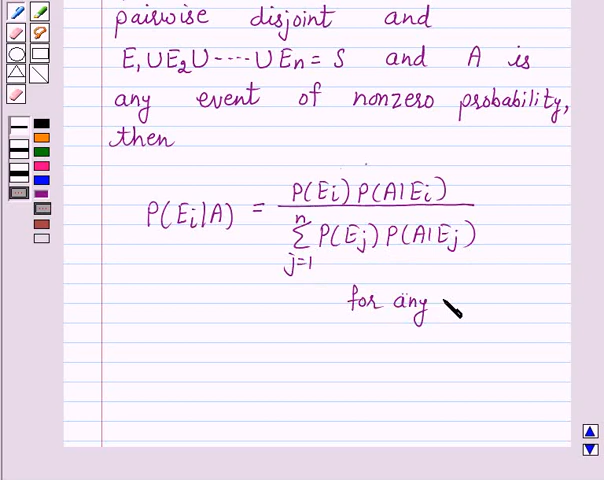 pairwise disjoint and
E₁ U E₂ U ---- U Eₙ = S and A is
any event of nonzero probability,
then
P(Eᵢ|A) = P(Eᵢ) P(A|Eᵢ) / n ∑ j=1 P(Eⱼ) P(A|Eⱼ)
for any